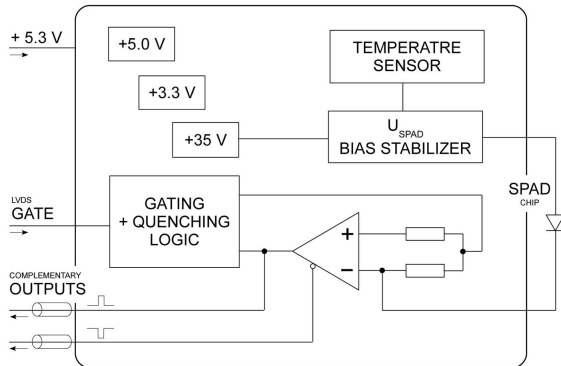 + 5.3 V
+5.0 V
+3.3 V
+35 V
TEMPERATRE
SENSOR
U SPAD
BIAS STABILIZER
SPAD
CHIP
LVDS
GATE
GATING
+ QUENCHING
LOGIC
+
−
COMPLEMENTARY
OUTPUTS